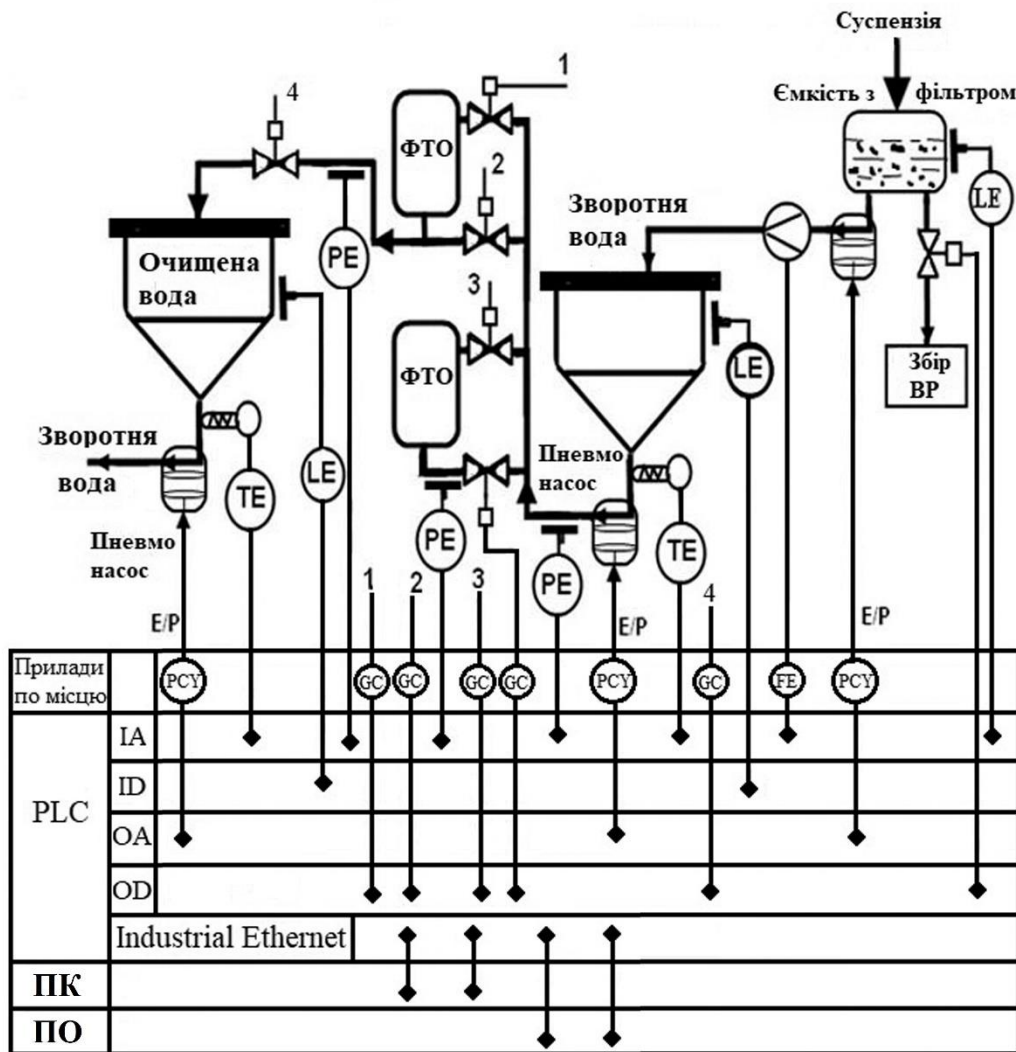 Суспензія
Ємкість з фільтром
1
4
ФТО
2
LE
Зворотня
вода
PE
Очищена
вода
3
ФТО
LE
Збір
ВР
Зворотня
вода
Пневмо
насос
TE
LE
PE
PE
TE
Пневмо
насос
1
2
3
4
E/P
E/P
E/P
Прилади
по місцю
PCY
GC
GC
GC
GC
PCY
GC
FE
PCY
PLC
IA
ID
OA
OD
Industrial Ethernet
ПК
ПО